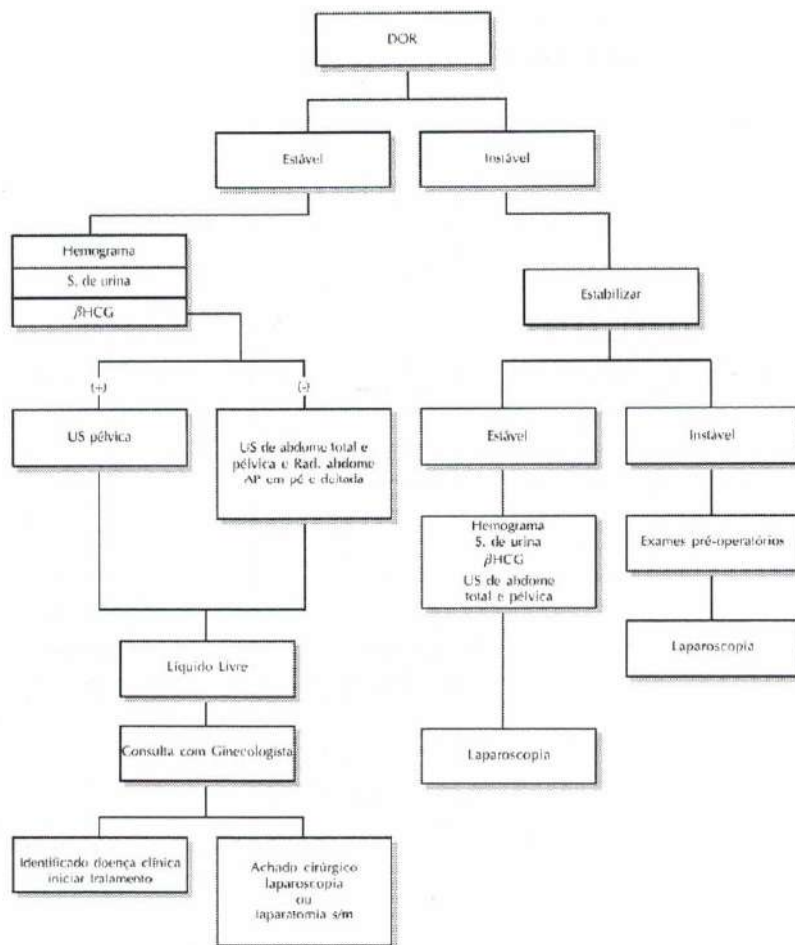 DOR
Estável
Instável
Hemograma
S. de urina
βHCG
Estabilizar
(+)
(-)
US pélvica
US de abdome total e
pélvica e Rad. abdome
AP em pé e deitada
Estável
Instável
Hemograma
S. de urina
βHCG
US de abdome
total e pélvica
Exames pré-operatórios
Laparoscopia
Líquido Livre
Consulta com Ginecologista
Laparoscopia
Identificado doença clínica
iniciar tratamento
Achado cirúrgico
laparoscopia
ou
laparatomia s/m